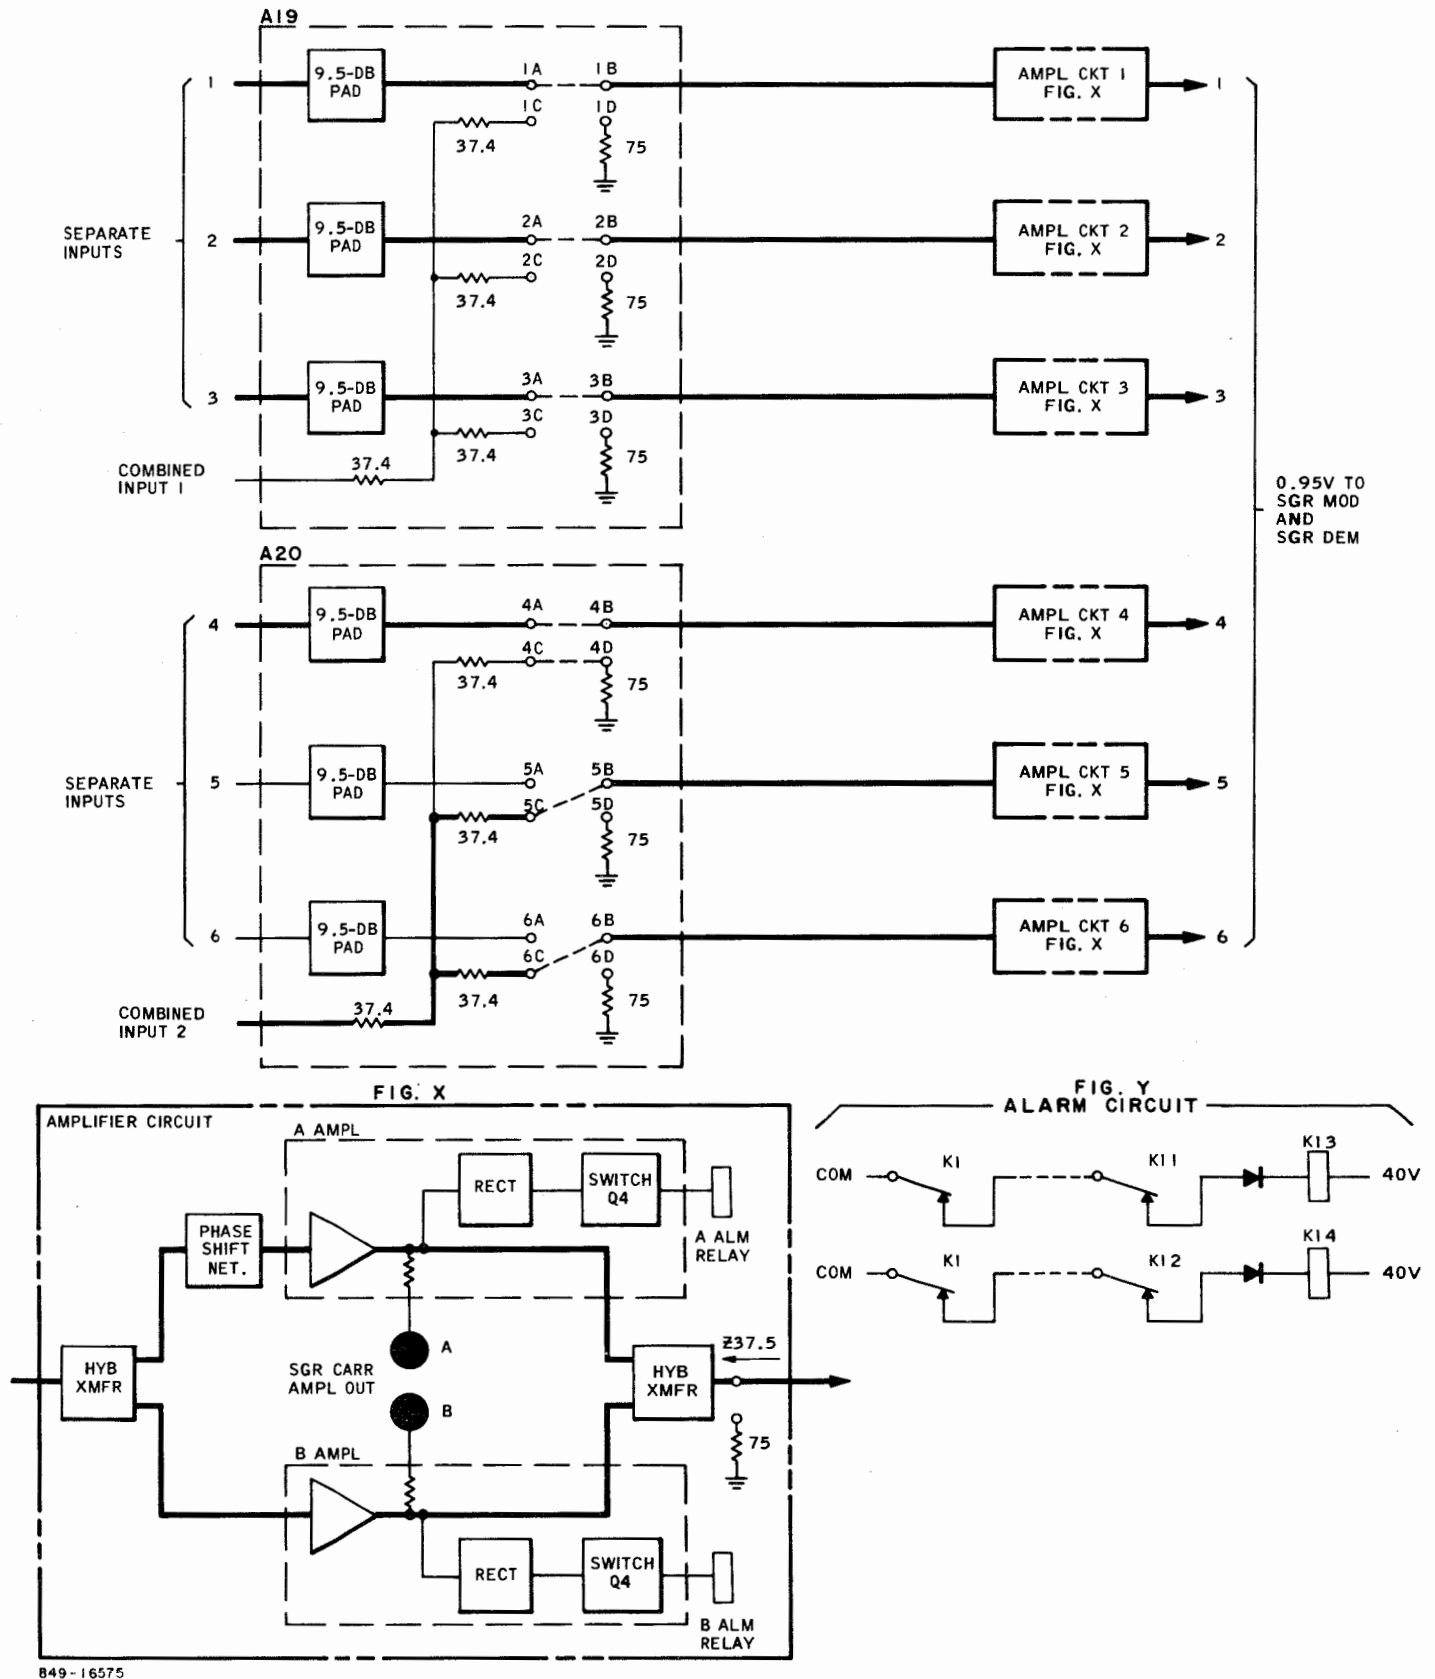 A19
SEPARATE
INPUTS
1
9.5-DB
PAD
1A
1B
1C
1D
37.4
75
AMPL CKT 1
FIG. X
1
2
9.5-DB
PAD
2A
2B
2C
2D
37.4
75
AMPL CKT 2
FIG. X
2
3
9.5-DB
PAD
3A
3B
3C
3D
37.4
75
AMPL CKT 3
FIG. X
3
COMBINED
INPUT 1
37.4
0.95V TO
SGR MOD
AND
SGR DEM
A20
SEPARATE
INPUTS
4
9.5-DB
PAD
4A
4B
4C
4D
37.4
75
AMPL CKT 4
FIG. X
4
5
9.5-DB
PAD
5A
5B
5C
5D
37.4
75
AMPL CKT 5
FIG. X
5
6
9.5-DB
PAD
6A
6B
6C
6D
37.4
75
AMPL CKT 6
FIG. X
6
COMBINED
INPUT 2
37.4
FIG. X
AMPLIFIER CIRCUIT
A AMPL
RECT
SWITCH
Q4
A ALM
RELAY
PHASE
SHIFT
NET.
HYB
XMFR
SGR CARR
AMPL OUT
A
B
HYB
XMFR
Z37.5
75
B AMPL
RECT
SWITCH
Q4
B ALM
RELAY
FIG. Y
ALARM CIRCUIT
COM
K1
K11
K13
40V
COM
K1
K12
K14
40V
849-16575